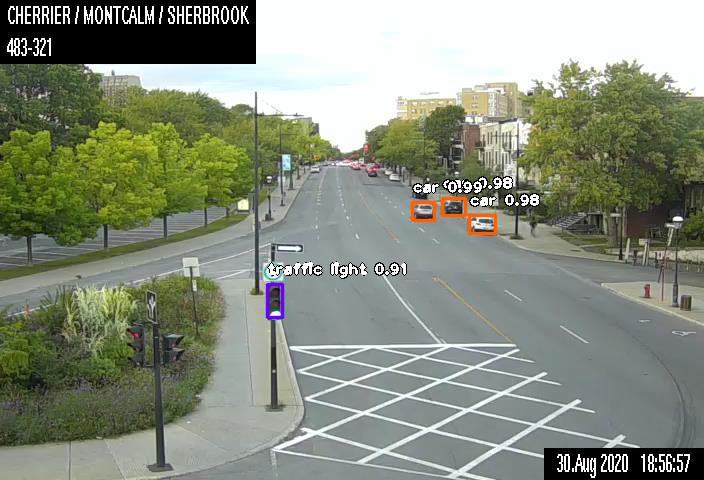 CHERRIER / MONTCALM / SHERBROOK
483-321
car 0.99
0.98
car 0.98
traffic light 0.91
30.Aug 2020 18:56:57